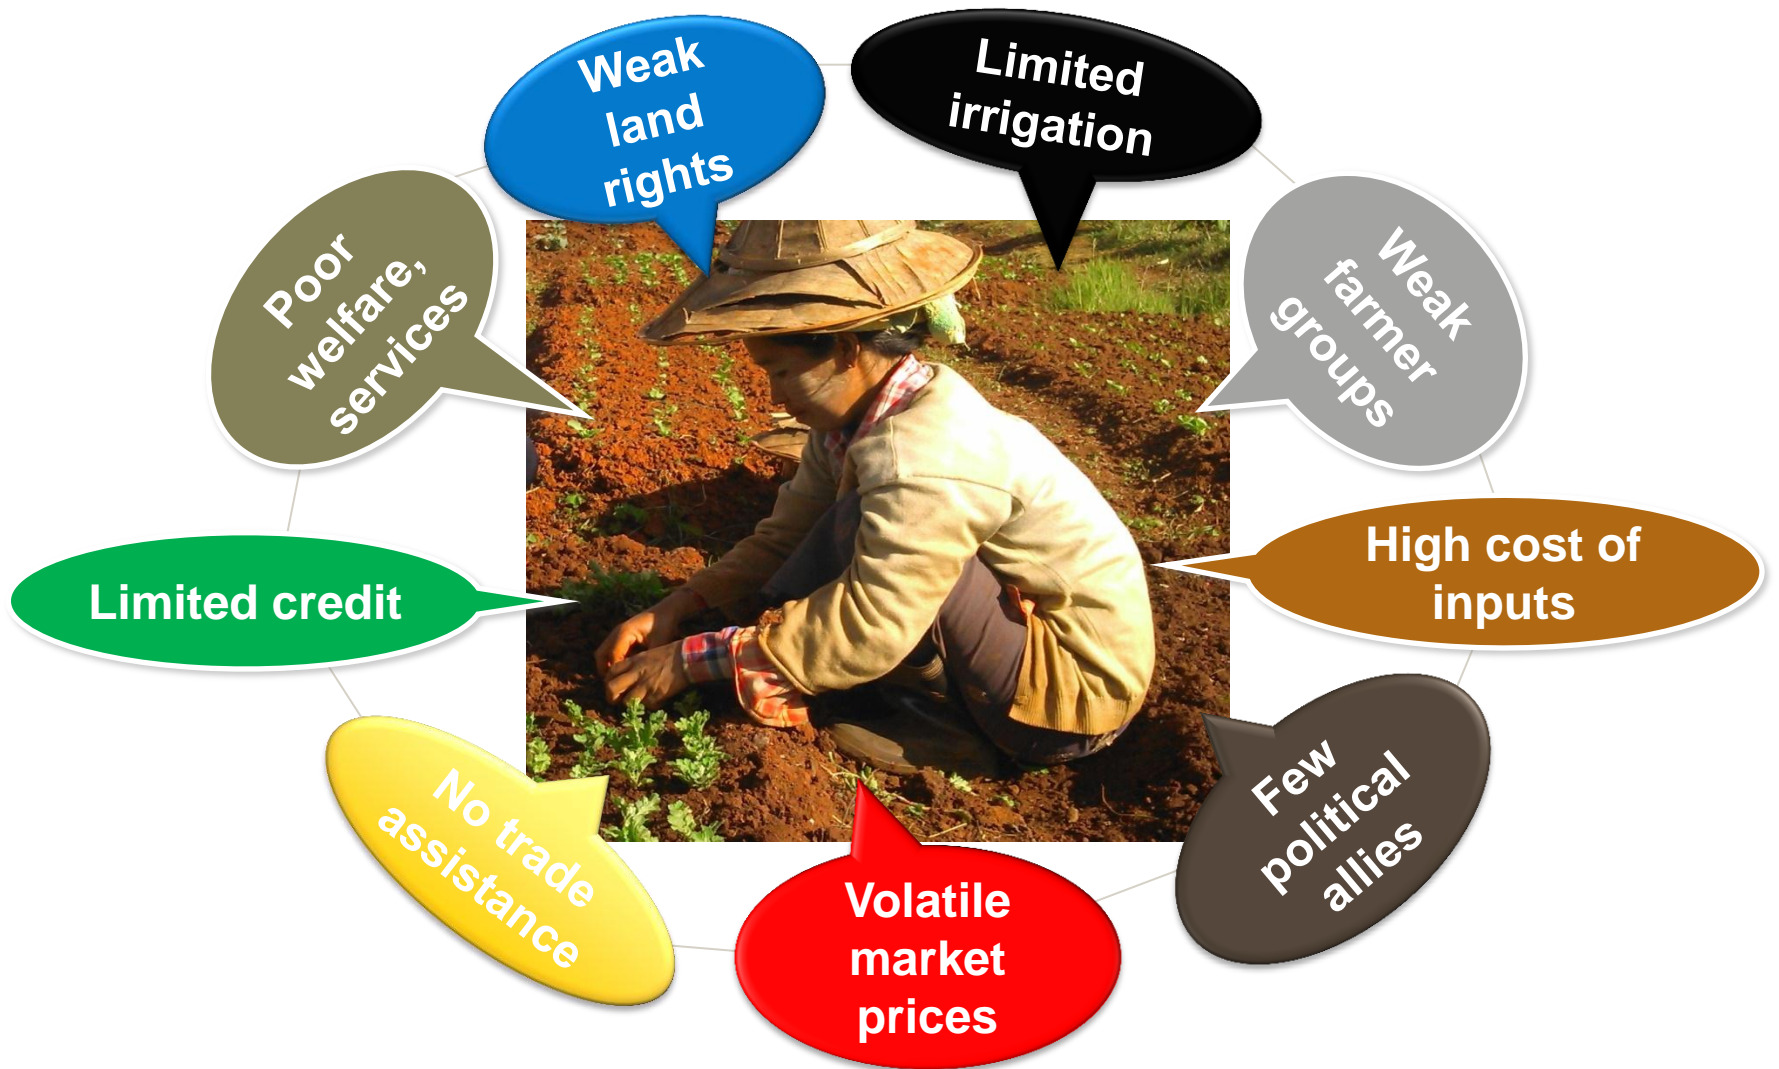 Weak
land
rights
Limited
irrigation
Weak
farmer
groups
High cost of
inputs
Few
political
allies
Volatile
market
prices
No trade
assistance
Limited credit
Poor
welfare,
services